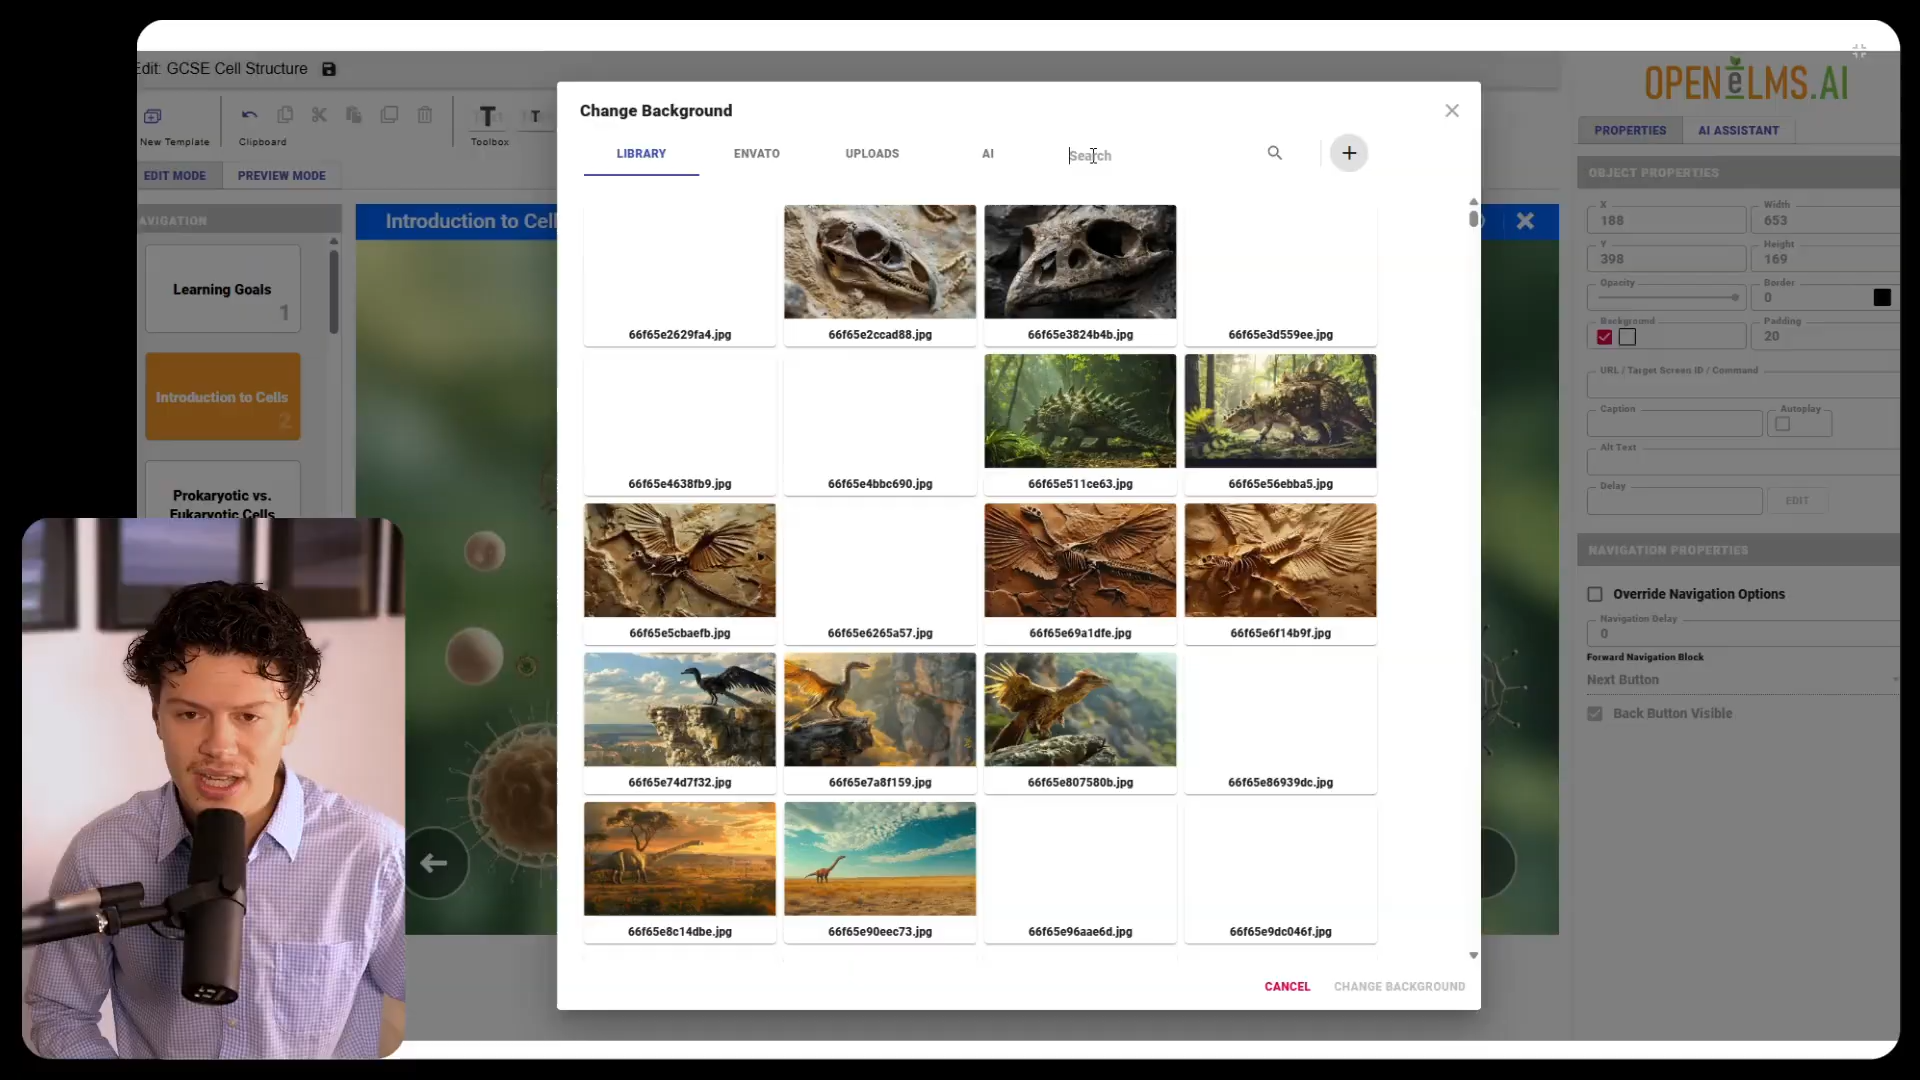 Edit: GCSE Cell Structure
OPENeLMS.AI
New Template
Clipboard
T
T
Toolbox
EDIT MODE
PREVIEW MODE
PROPERTIES
AI ASSISTANT
AVIGATION
Learning Goals
1
Introduction to Cells
2
Prokaryotic vs.
Eukaryotic Cells
Introduction to Cell
Change Background
LIBRARY
ENVATO
UPLOADS
AI
Search
66f65e2629fa4.jpg
66f65e2ccad88.jpg
66f65e3824b4b.jpg
66f65e3d559ee.jpg
66f65e4638fb9.jpg
66f65e4bbc690.jpg
66f65e511ce63.jpg
66f65e56ebba5.jpg
66f65e5cbaefb.jpg
66f65e6265a57.jpg
66f65e69a1dfe.jpg
66f65e6f14b9f.jpg
66f65e74d7f32.jpg
66f65e7a8f159.jpg
66f65e807580b.jpg
66f65e86939dc.jpg
66f65e8c14dbe.jpg
66f65e90eec73.jpg
66f65e96aae6d.jpg
66f65e9dc046f.jpg
CANCEL
CHANGE BACKGROUND
OBJECT PROPERTIES
X
188
Width
653
Y
398
Height
169
Opacity
Border
0
Background
Padding
20
URL / Target Screen ID / Command
Caption
Autoplay
Alt Text
Delay
EDIT
NAVIGATION PROPERTIES
Override Navigation Options
Navigation Delay
0
Forward Navigation Block
Next Button
Back Button Visible